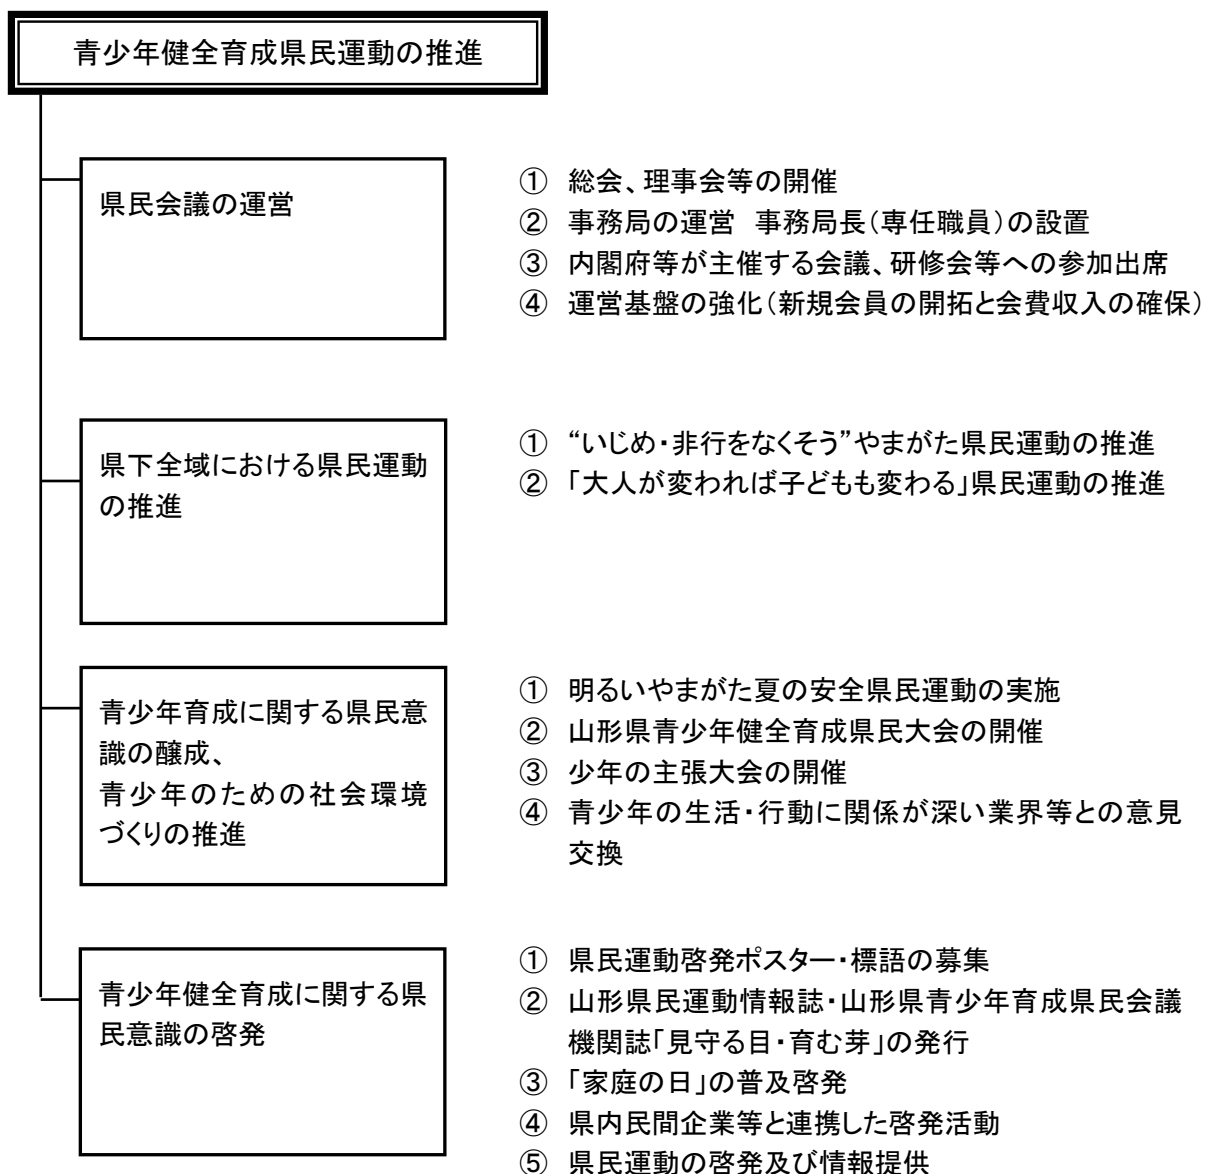 青少年健全育成県民運動の推進
県民会議の運営
① 総会、理事会等の開催
② 事務局の運営 事務局長(専任職員)の設置
③ 内閣府等が主催する会議、研修会等への参加出席
④ 運営基盤の強化(新規会員の開拓と会費収入の確保)
県下全域における県民運動
の推進
① “いじめ・非行をなくそう”やまがた県民運動の推進
② 「大人が変われば子どもも変わる」県民運動の推進
青少年育成に関する県民意
識の醸成、
青少年のための社会環境
づくりの推進
① 明るいやまがた夏の安全県民運動の実施
② 山形県青少年健全育成県民大会の開催
③ 少年の主張大会の開催
④ 青少年の生活・行動に関係が深い業界等との意見
交換
青少年健全育成に関する県
民意識の啓発
① 県民運動啓発ポスター・標語の募集
② 山形県民運動情報誌・山形県青少年育成県民会議
機関誌「見守る目・育む芽」の発行
③ 「家庭の日」の普及啓発
④ 県内民間企業等と連携した啓発活動
⑤ 県民運動の啓発及び情報提供